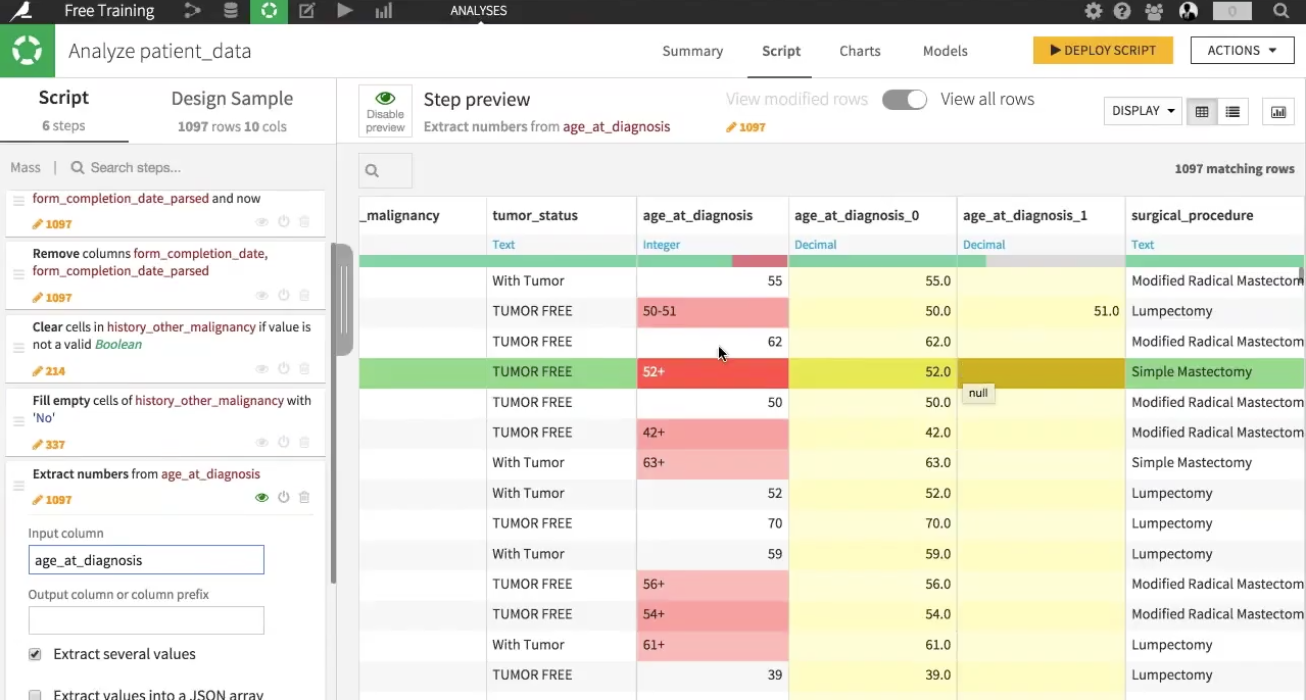 Free Training
ANALYSES
0
Analyze patient_data
Summary
Script
Charts
Models
DEPLOY SCRIPT
ACTIONS
Script
6 steps
Design Sample
1097 rows 10 cols
Mass
Search steps...
form_completion_date_parsed and now
1097
Remove columns form_completion_date,
form_completion_date_parsed
1097
Clear cells in history_other_malignancy if value is
not a valid Boolean
214
Fill empty cells of history_other_malignancy with
'No'
337
Extract numbers from age_at_diagnosis
1097
Input column
age_at_diagnosis
Output column or column prefix
Extract several values
Extract values into a JSON array
Disable
preview
Step preview
Extract numbers from age_at_diagnosis
View modified rows
View all rows
1097
DISPLAY
1097 matching rows
_malignancy tumor_status age_at_diagnosis age_at_diagnosis_0 age_at_diagnosis_1 surgical_procedure
Text Integer Decimal Decimal Text
With Tumor 55 55.0 Modified Radical Mastectom
TUMOR FREE 50-51 50.0 51.0 Lumpectomy
TUMOR FREE 62 62.0 Modified Radical Mastectom
TUMOR FREE 52+ 52.0 Simple Mastectomy
null
TUMOR FREE 50 50.0 Modified Radical Mastectom
TUMOR FREE 42+ 42.0 Modified Radical Mastectom
With Tumor 63+ 63.0 Simple Mastectomy
With Tumor 52 52.0 Lumpectomy
TUMOR FREE 70 70.0 Lumpectomy
With Tumor 59 59.0 Lumpectomy
TUMOR FREE 56+ 56.0 Modified Radical Mastectom
TUMOR FREE 54+ 54.0 Modified Radical Mastectom
With Tumor 61+ 61.0 Lumpectomy
TUMOR FREE 39 39.0 Lumpectomy